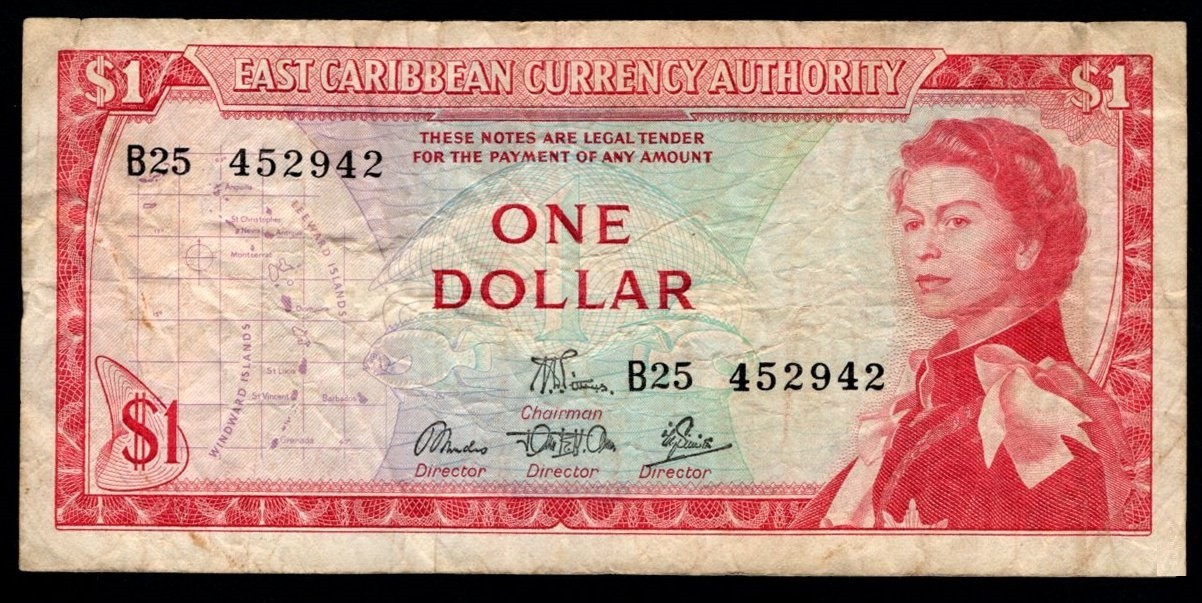 $1 EAST CARIBBEAN CURRENCY AUTHORITY $1
THESE NOTES ARE LEGAL TENDER
FOR THE PAYMENT OF ANY AMOUNT
B25 452942
Anguilla
St Christopher
Nevis Antigua
Montserrat
LEEWARD ISLANDS
ONE
DOLLAR
1
Dominica
St Lucia
St Vincent Barbados
Grenada
WINDWARD ISLANDS
B25 452942
Chairman
Director Director Director
$1